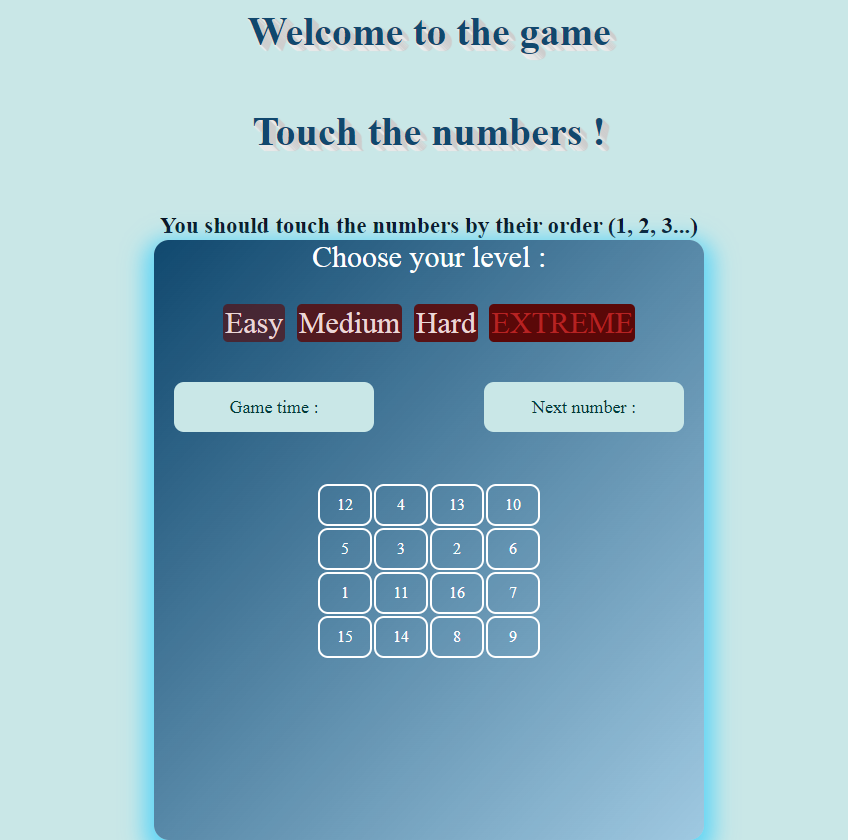 Welcome to the game
Touch the numbers !
You should touch the numbers by their order (1, 2, 3...)
Choose your level :
Easy Medium Hard EXTREME
Game time : Next number :
12 4 13 10
5 3 2 6
1 11 16 7
15 14 8 9